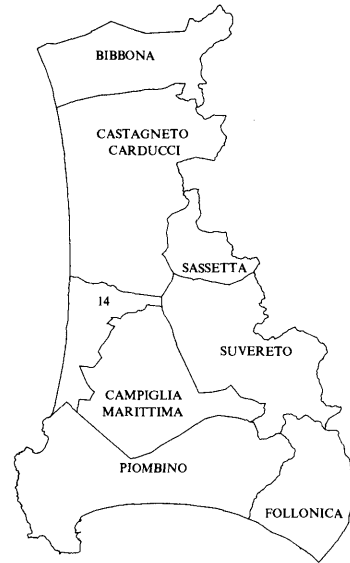 BIBBONA
CASTAGNETO
CARDUCCI
SASSETTA
14
SUVERETO
CAMPIGLIA
MARITTIMA
PIOMBINO
FOLLONICA